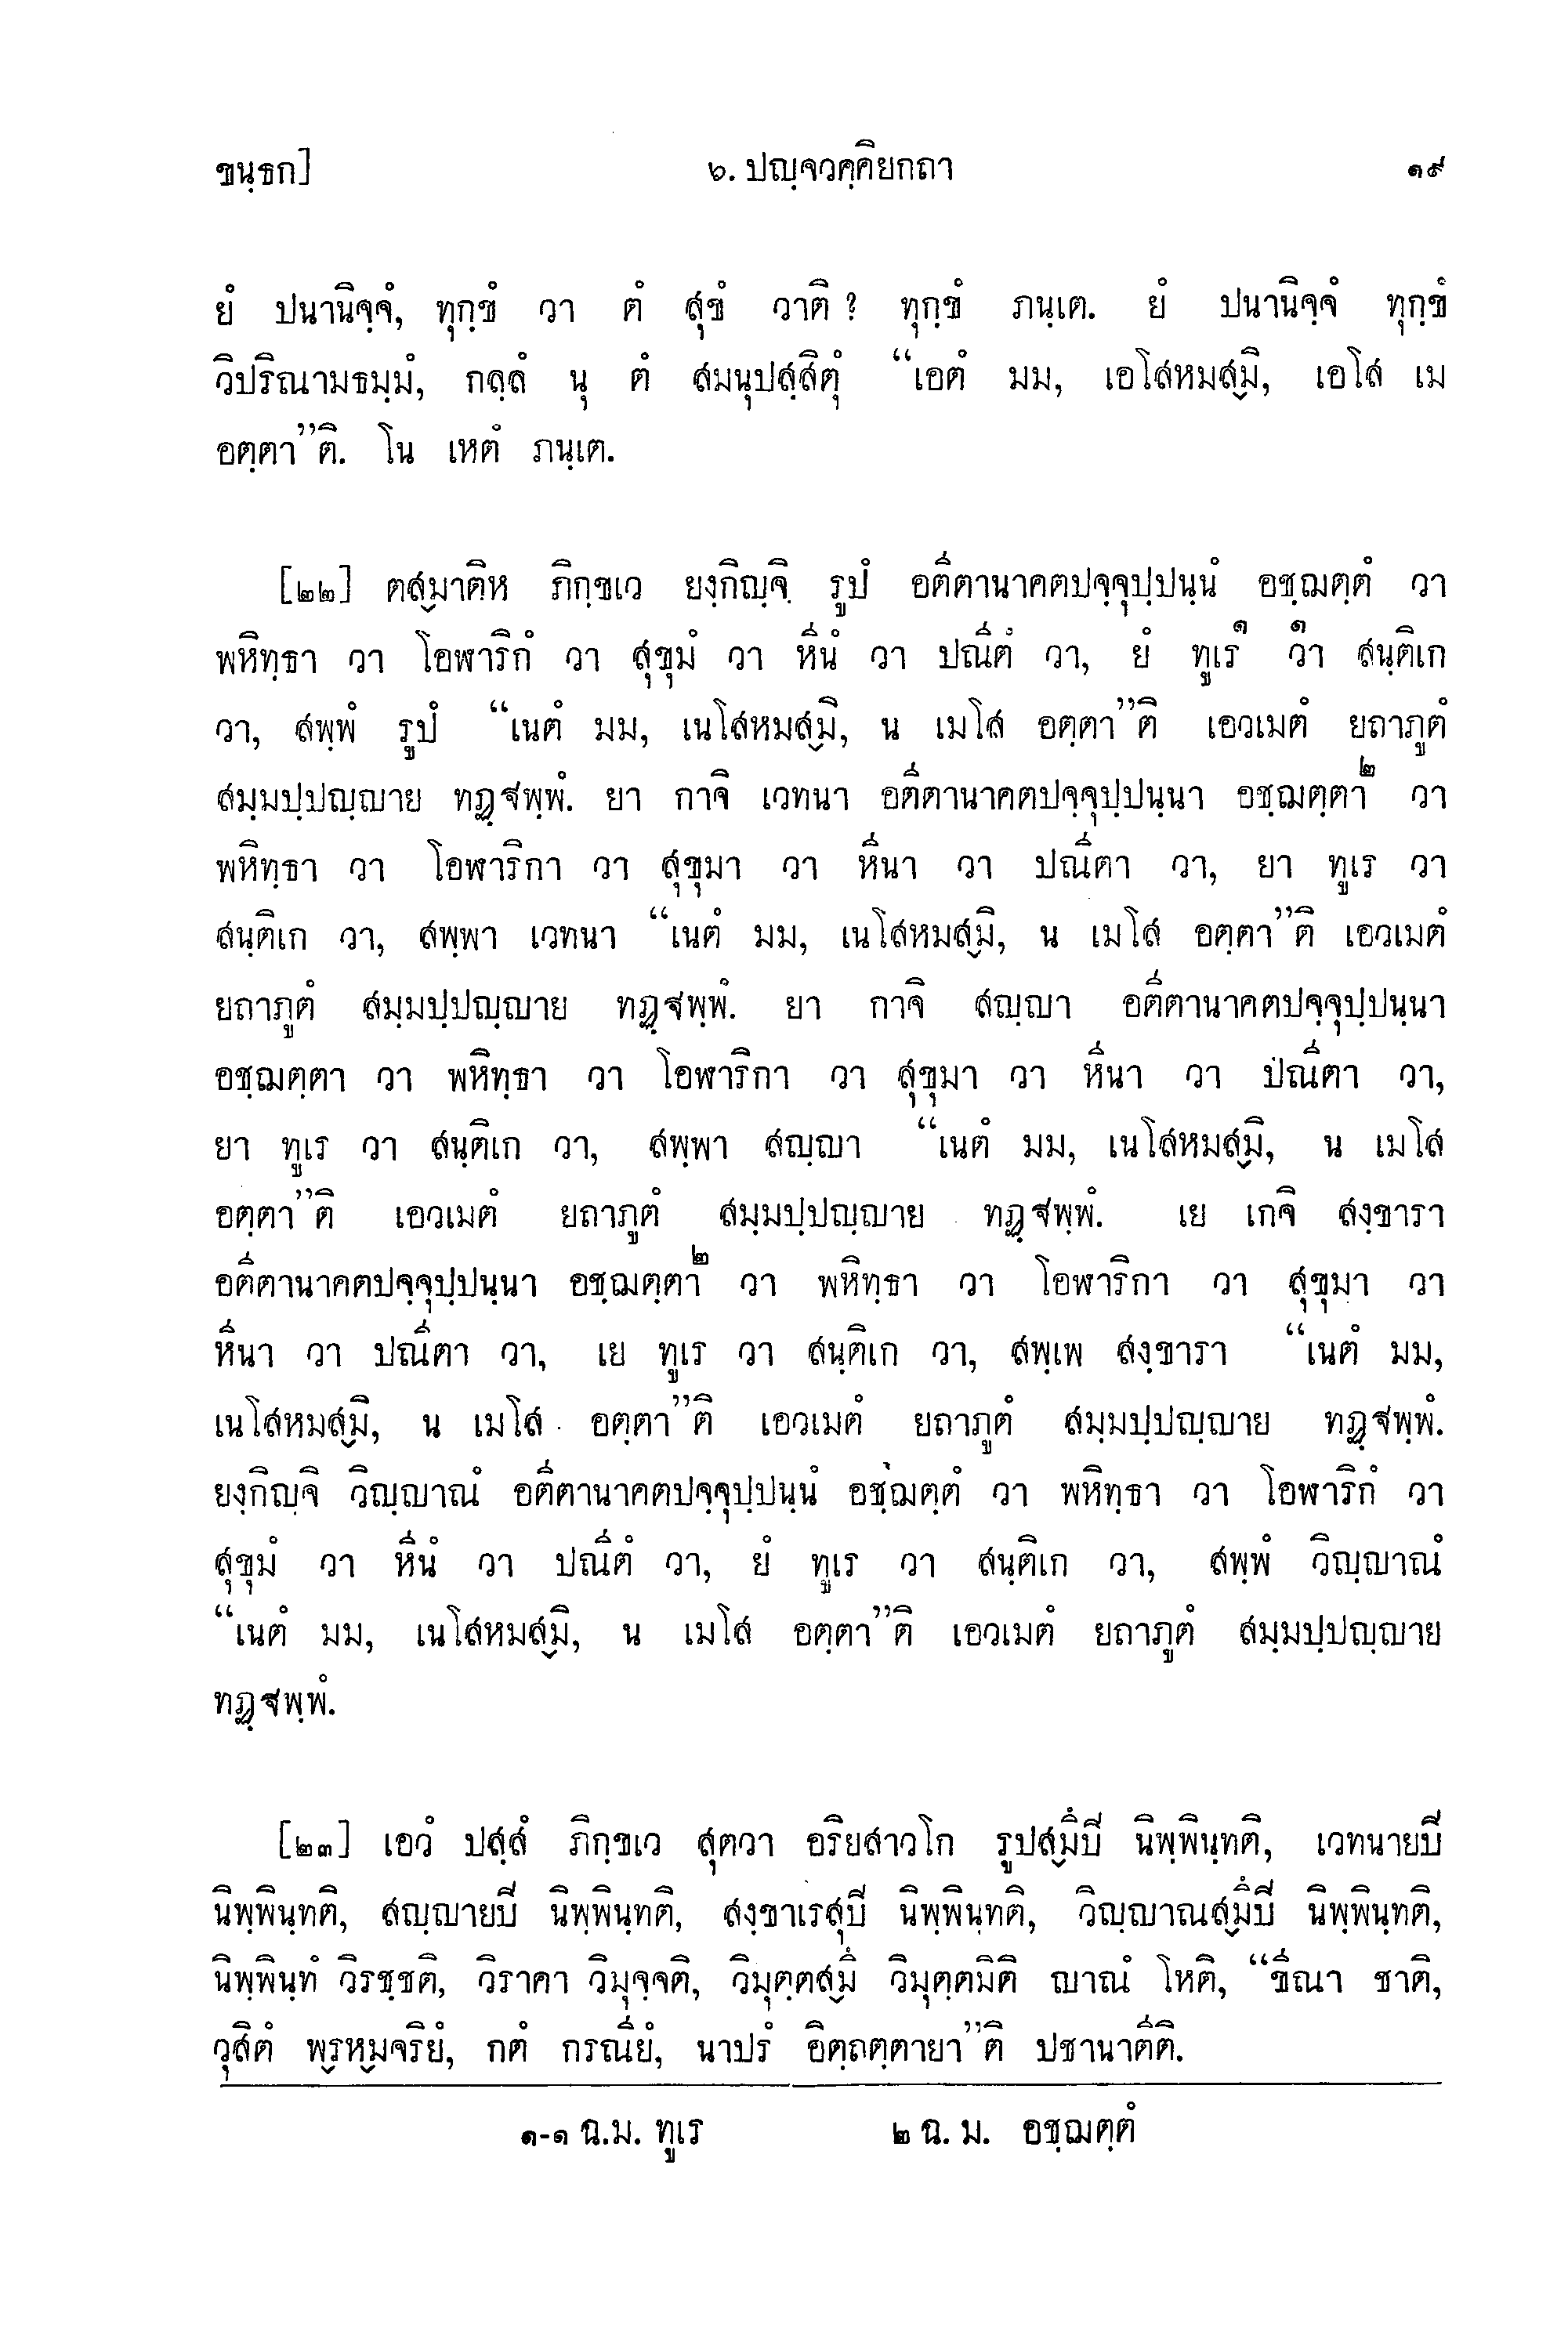 ขนฺธก]
๖. ปญฺจวคฺคิยกถา
๑๙
ยํ ปนานิจฺจํ, ทุกฺขํ วา ตํ สุขํ วาติ ? ทุกฺขํ ภนฺเต. ยํ ปนานิจฺจํ ทุกฺขํ
วิปริณามธมฺมํ, กลฺลํ นุ ตํ สมนุปสฺสิตุํ “เอตํ มม, เอโสหมสฺมิ, เอโส เม
อตฺตา”ติ. โน เหตํ ภนฺเต.
[๒๒] ตสฺมาติห ภิกฺขเว ยงฺกิญฺจิ รูปํ อตีตานาคตปจฺจุปฺปนฺนํ อชฺฌตฺตํ วา
พหิทฺธา วา โอฬาริกํ วา สุขุมํ วา หีนํ วา ปณีตํ วา, ยํ ทูเร๑ วา๑ สนฺติเก
วา, สพฺพํ รูปํ “เนตํ มม, เนโสหมสฺมิ, น เมโส อตฺตา”ติ เอวเมตํ ยถาภูตํ
สมฺมปฺปญฺญาย ทฏฺฐพฺพํ. ยา กาจิ เวทนา อตีตานาคตปจฺจุปฺปนฺนา อชฺฌตฺตา๒ วา
พหิทฺธา วา โอฬาริกา วา สุขุมา วา หีนา วา ปณีตา วา, ยา ทูเร วา
สนฺติเก วา, สพฺพา เวทนา “เนตํ มม, เนโสหมสฺมิ, น เมโส อตฺตา”ติ เอวเมตํ
ยถาภูตํ สมฺมปฺปญฺญาย ทฏฺฐพฺพํ. ยา กาจิ สญฺญา อตีตานาคตปจฺจุปฺปนฺนา
อชฺฌตฺตา วา พหิทฺธา วา โอฬาริกา วา สุขุมา วา หีนา วา ปณีตา วา,
ยา ทูเร วา สนฺติเก วา, สพฺพา สญฺญา “เนตํ มม, เนโสหมสฺมิ, น เมโส
อตฺตา”ติ เอวเมตํ ยถาภูตํ สมฺมปฺปญฺญาย ทฏฺฐพฺพํ. เย เกจิ สงฺขารา
อตีตานาคตปจฺจุปฺปนฺนา อชฺฌตฺตา๒ วา พหิทฺธา วา โอฬาริกา วา สุขุมา วา
หีนา วา ปณีตา วา, เย ทูเร วา สนฺติเก วา, สพฺเพ สงฺขารา “เนตํ มม,
เนโสหมสฺมิ, น เมโส อตฺตา”ติ เอวเมตํ ยถาภูตํ สมฺมปฺปญฺญาย ทฏฺฐพฺพํ.
ยงฺกิญฺจิ วิญฺญาณํ อตีตานาคตปจฺจุปฺปนฺนํ อชฺฌตฺตํ วา พหิทฺธา วา โอฬาริกํ วา
สุขุมํ วา หีนํ วา ปณีตํ วา, ยํ ทูเร วา สนฺติเก วา, สพฺพํ วิญฺญาณํ
“เนตํ มม, เนโสหมสฺมิ, น เมโส อตฺตา”ติ เอวเมตํ ยถาภูตํ สมฺมปฺปญฺญาย
ทฏฺฐพฺพํ.
[๒๓] เอวํ ปสฺสํ ภิกฺขเว สุตวา อริยสาวโก รูปสฺมึปิ นิพฺพินฺทติ, เวทนายปิ
นิพฺพินฺทติ, สญฺญายปิ นิพฺพินฺทติ, สงฺขาเรสุปิ นิพฺพินฺทติ, วิญฺญาณสฺมึปิ นิพฺพินฺทติ,
นิพฺพินฺทํ วิรชฺชติ, วิราคา วิมุจฺจติ, วิมุตฺตสฺมึ วิมุตฺตมิติ ญาณํ โหติ, “ขีณา ชาติ,
วุสิตํ พฺรหฺมจริยํ, กตํ กรณียํ, นาปรํ อิตฺถตฺตายา”ติ ปชานาตีติ.
๑-๑ ฉ.ม. ทูเร
๒ ฉ. ม. อชฺฌตฺตํ